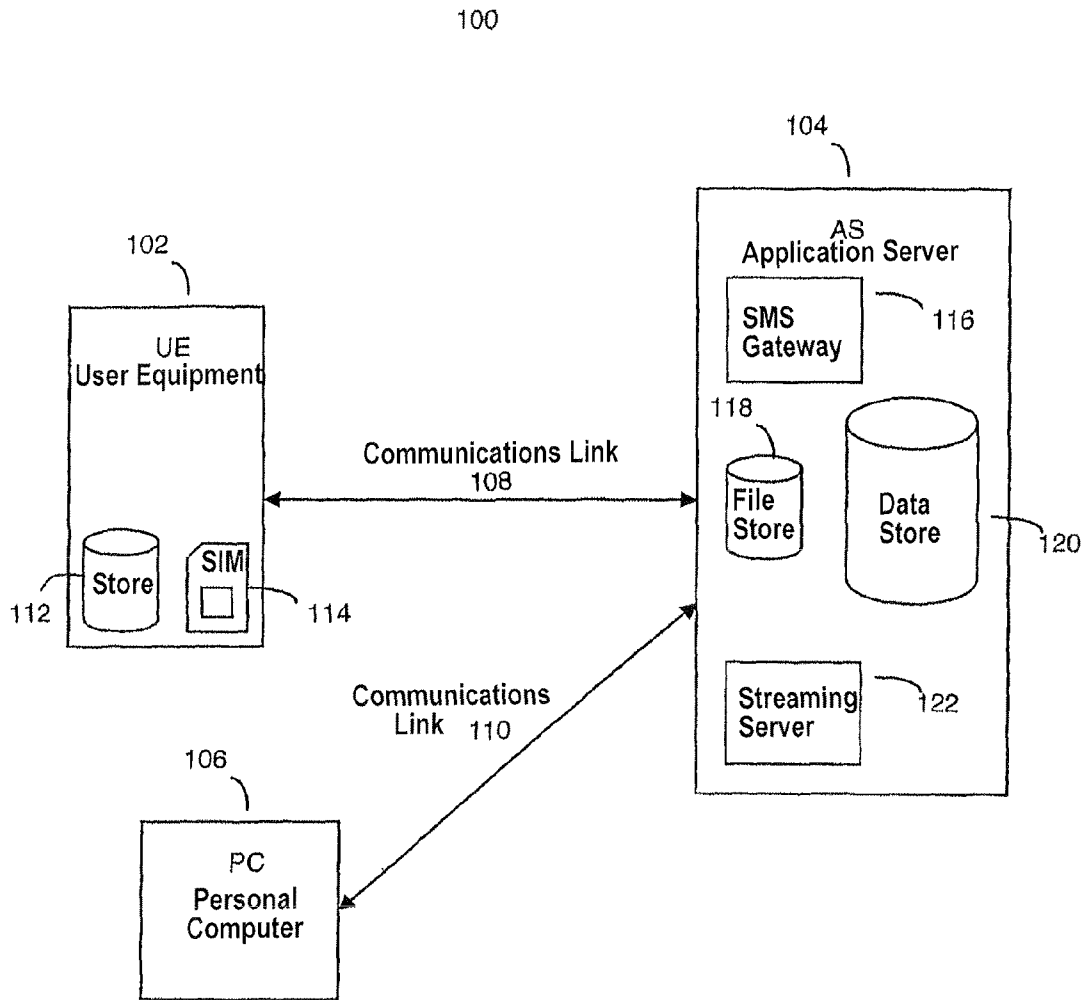 100
104
AS
Application Server
SMS
Gateway
116
102
UE
User Equipment
118
File
Store
Data
Store
120
Communications Link
108
Store
112
SIM
114
Communications
Link 110
Streaming
Server
122
106
PC
Personal
Computer